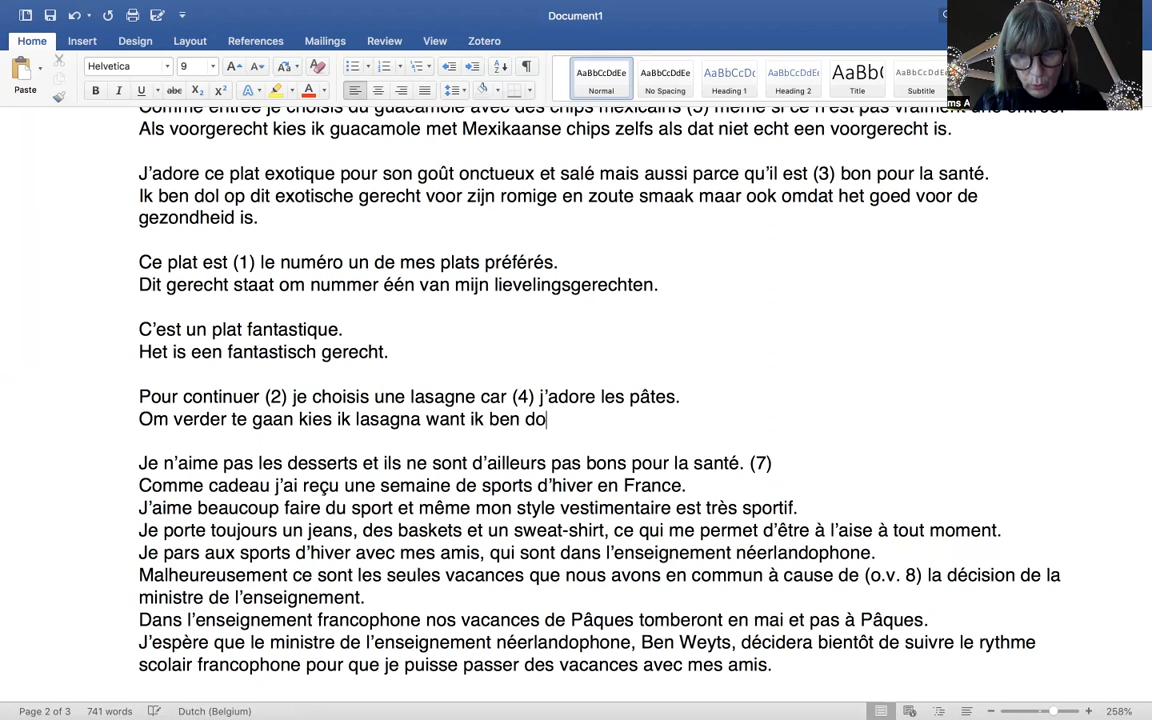 Document1
Home Insert Design Layout References Mailings Review View Zotero
Helvetica 9
AaBbCcDdEe AaBbCcDdEe AaBbCcDc AaBbCcDdEe AaBbC( AaBbCcDdEe
Paste B I U abc X₂ X² A A Normal No Spacing Heading 1 Heading 2 Title Subtitle
ms A
Comme entrée je choisis du guacamole avec des chips mexicains (5) même si ce n'est pas vraiment une entrée.
Als voorgerecht kies ik guacamole met Mexikaanse chips zelfs als dat niet echt een voorgerecht is.
J'adore ce plat exotique pour son goût onctueux et salé mais aussi parce qu'il est (3) bon pour la santé.
Ik ben dol op dit exotische gerecht voor zijn romige en zoute smaak maar ook omdat het goed voor de
gezondheid is.
Ce plat est (1) le numéro un de mes plats préférés.
Dit gerecht staat om nummer één van mijn lievelingsgerechten.
C'est un plat fantastique.
Het is een fantastisch gerecht.
Pour continuer (2) je choisis une lasagne car (4) j'adore les pâtes.
Om verder te gaan kies ik lasagna want ik ben do
Je n'aime pas les desserts et ils ne sont d'ailleurs pas bons pour la santé. (7)
Comme cadeau j'ai reçu une semaine de sports d'hiver en France.
J'aime beaucoup faire du sport et même mon style vestimentaire est très sportif.
Je porte toujours un jeans, des baskets et un sweat-shirt, ce qui me permet d'être à l'aise à tout moment.
Je pars aux sports d'hiver avec mes amis, qui sont dans l'enseignement néerlandophone.
Malheureusement ce sont les seules vacances que nous avons en commun à cause de (o.v. 8) la décision de la
ministre de l'enseignement.
Dans l'enseignement francophone nos vacances de Pâques tomberont en mai et pas à Pâques.
J'espère que le ministre de l'enseignement néerlandophone, Ben Weyts, décidera bientôt de suivre le rythme
scolair francophone pour que je puisse passer des vacances avec mes amis.
Page 2 of 3 741 words Dutch (Belgium) 258%